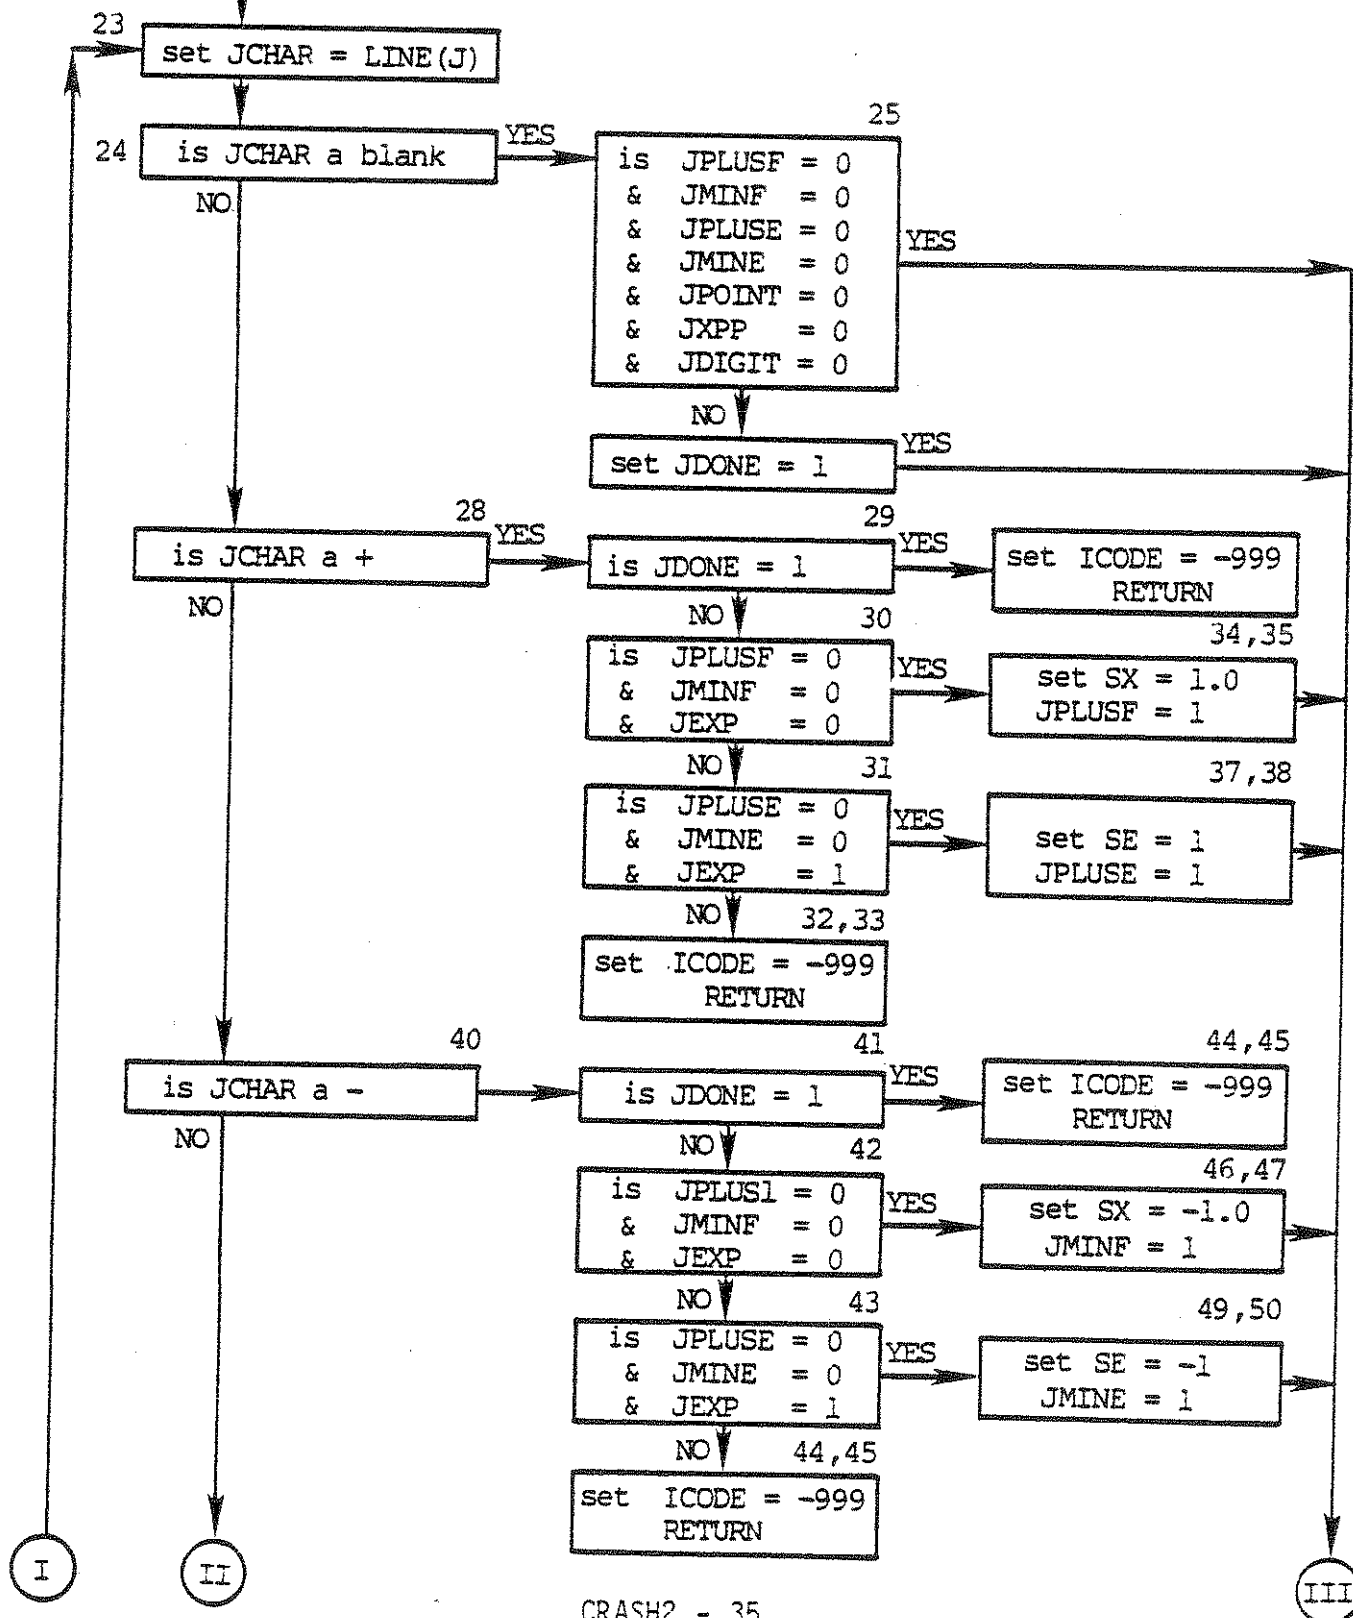 23
set JCHAR = LINE(J)
24
is JCHAR a blank
YES
NO
25
is JPLUSF = 0
& JMINF = 0
& JPLUSE = 0
& JMINE = 0
& JPOINT = 0
& JXPP = 0
& JDIGIT = 0
YES
NO
set JDONE = 1
YES
28
is JCHAR a +
YES
NO
29
is JDONE = 1
YES
set ICODE = -999
RETURN
NO
30
is JPLUSF = 0
& JMINF = 0
& JEXP = 0
YES
34,35
set SX = 1.0
JPLUSF = 1
NO
31
is JPLUSE = 0
& JMINE = 0
& JEXP = 1
YES
37,38
set SE = 1
JPLUSE = 1
NO
32,33
set ICODE = -999
RETURN
40
is JCHAR a -
NO
41
is JDONE = 1
YES
44,45
set ICODE = -999
RETURN
NO
42
is JPLUS1 = 0
& JMINF = 0
& JEXP = 0
YES
46,47
set SX = -1.0
JMINF = 1
NO
43
is JPLUSE = 0
& JMINE = 0
& JEXP = 1
YES
49,50
set SE = -1
JMINE = 1
NO
44,45
set ICODE = -999
RETURN
I
II
III
CRASH2 - 35